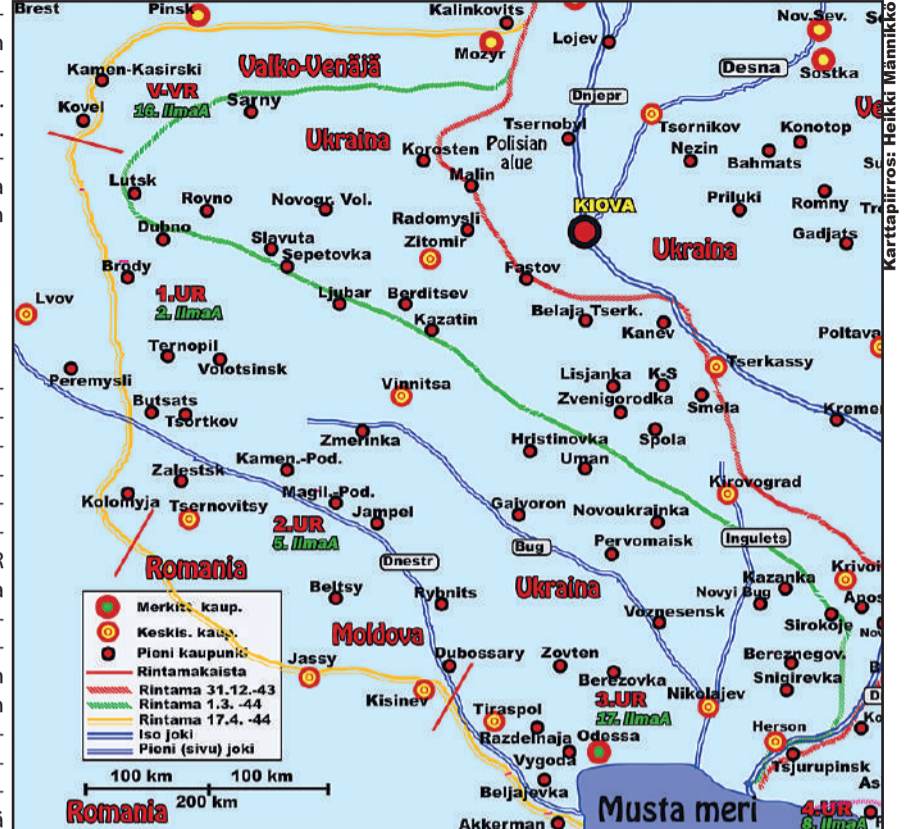 Brest
Pinsk
Kalinkovits
Nov.Sev.
Mozyr
Lojev
Desna
Sostka
Kamen-Kasirski
Valko-Venäjä
V-VR
16. IlmaA
Sarny
Kovel
Dnjepr
Tsernobyl
Tsernikov
Konotop
Ukraina
Korosten
Polisian
alue
Nezin
Bahmats
Malin
Lutsk
Rovno
Novogr. Vol.
Priluki
Romny
Radomysli
KIOVA
Dubno
Slavuta
Zitomir
Gadjats
Sepetovka
Ukraina
Brody
Fastov
1.UR
2. IlmaA
Ljubar
Berditsev
Lvov
Kazatin
Belaja Tserk.
Kanev
Poltava
Ternopil
Volotsinsk
Tserkassy
Peremysli
Vinnitsa
Lisjanka
K-S
Zvenigorodka
Smela
Butsats
Tsortkov
Kremer
Zmerinka
Hristinovka
Spola
Uman
Zalestsk
Kamen.-Pod.
Kirovograd
Kolomyja
Tsernovitsy
Magil.-Pod.
Jampel
Gaivoron
Novoukrainka
2.UR
5. IlmaA
Bug
Pervomaisk
Ingulets
Dnestr
Romania
Krivoi
Beltsy
Rybnits
Ukraina
Kazanka
Novyi Bug
Apos
Merkitt. kaup.
Keskis. kaup.
Pieni kaupunki
Rintamakaista
Rintama 31.12.-43
Rintama 1.3. -44
Rintama 17.4. -44
Iso joki
Pieni (sivu) joki
Moldova
Voznesensk
Sirokoje
Nov
Jassy
Dubossary
Zovten
Bereznegov.
Berezovka
Snigirevka
Kisinev
3.UR
17. IlmaA
Nikolajev
Tiraspol
Razdelnaja
Odessa
Herson
Vygoda
Tsjurupinsk
100 km
100 km
200 km
Beljajevka
Romania
Akkerman
Musta meri
4.UR
8. IlmaA
Karttapiirros: Heikki Männikkö